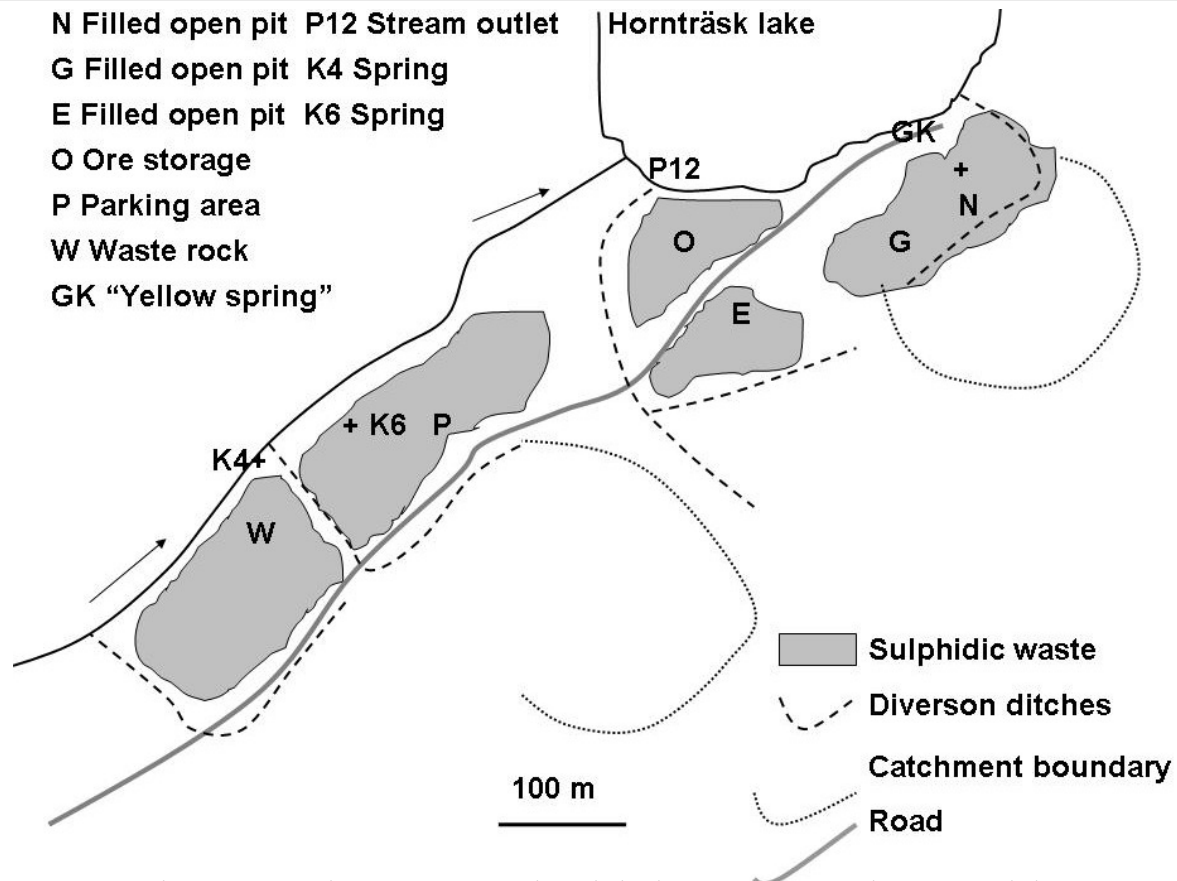 N Filled open pit P12 Stream outlet
G Filled open pit K4 Spring
E Filled open pit K6 Spring
O Ore storage
P Parking area
W Waste rock
GK “Yellow spring”
Hornträsk lake
GK
P12
+
N
O
G
E
+ K6 P
K4+
W
Sulphidic waste
Diverson ditches
Catchment boundary
100 m
Road